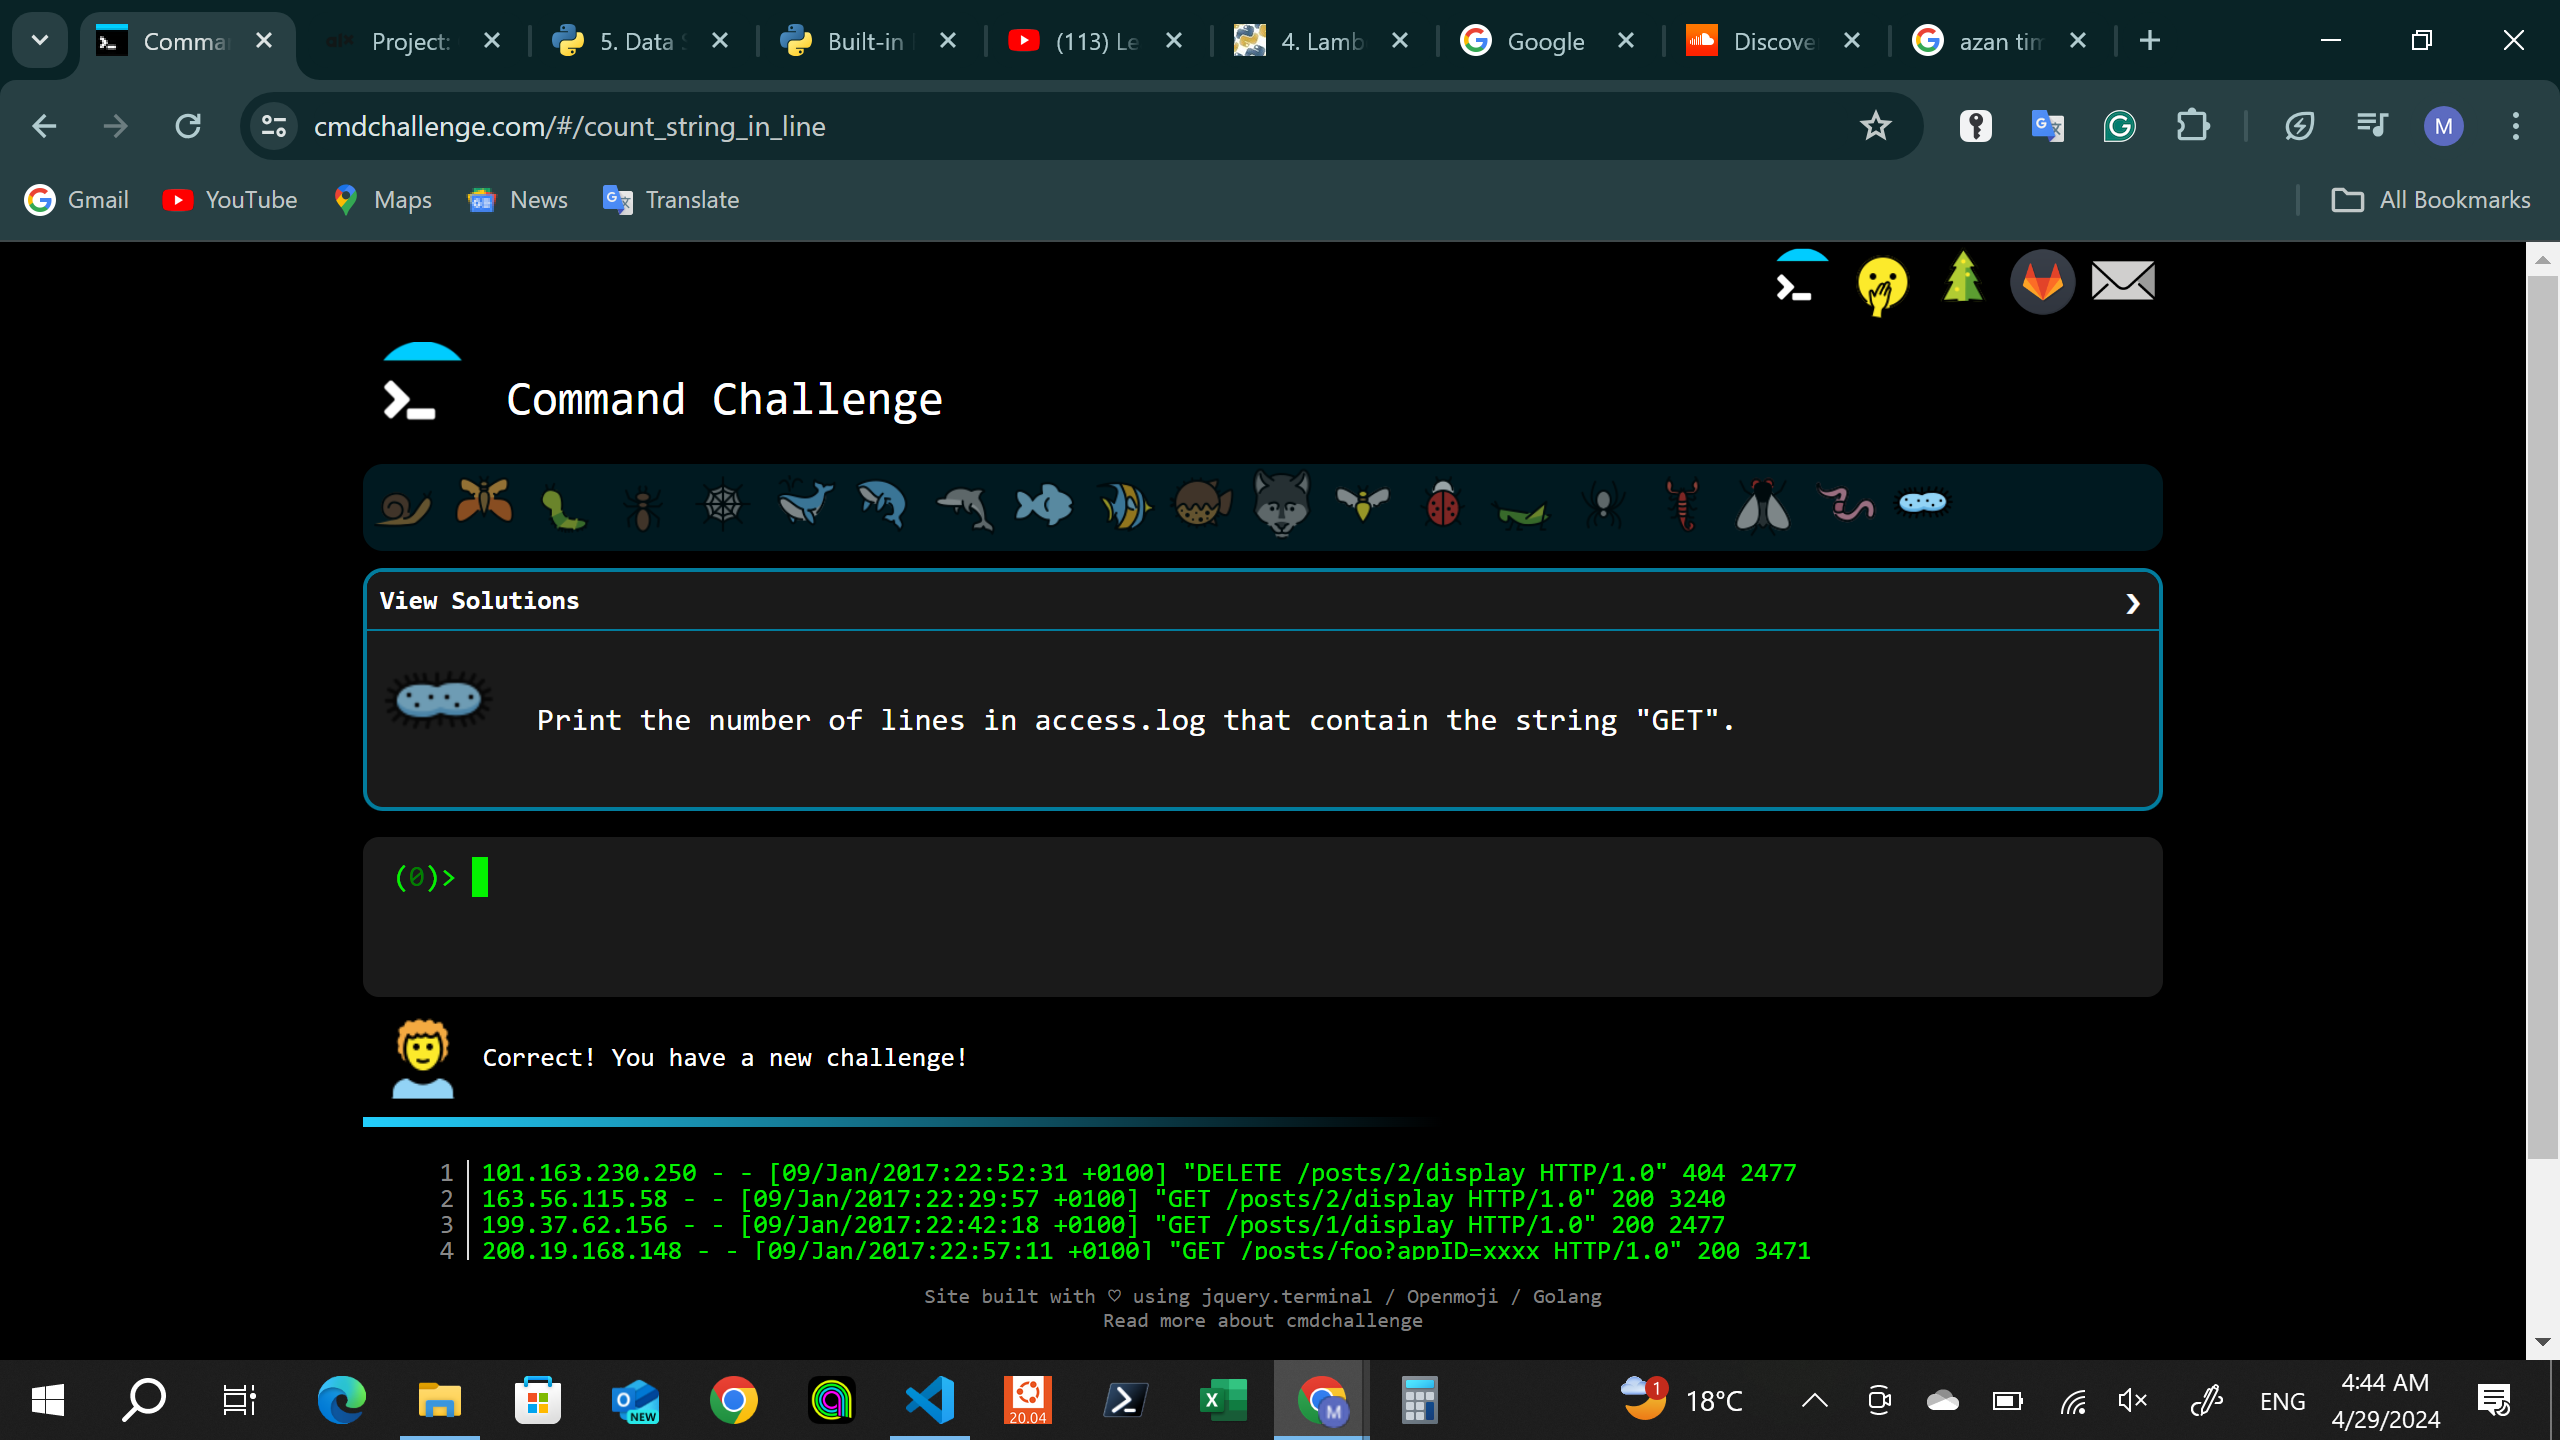 Comma
Project:
5. Data S
Built-in
(113) Le
4. Lamb
Google
Discove
azan tim
cmdchallenge.com/#/count_string_in_line
M
Gmail
YouTube
Maps
News
Translate
All Bookmarks
Command Challenge
View Solutions
Print the number of lines in access.log that contain the string "GET".
(0)>
Correct! You have a new challenge!
1 101.163.230.250 - - [09/Jan/2017:22:52:31 +0100] "DELETE /posts/2/display HTTP/1.0" 404 2477
2 163.56.115.58 - - [09/Jan/2017:22:29:57 +0100] "GET /posts/2/display HTTP/1.0" 200 3240
3 199.37.62.156 - - [09/Jan/2017:22:42:18 +0100] "GET /posts/1/display HTTP/1.0" 200 2477
4 200.19.168.148 - - [09/Jan/2017:22:57:11 +0100] "GET /posts/foo?appID=xxxx HTTP/1.0" 200 3471
Site built with ♡ using jquery.terminal / Openmoji / Golang
Read more about cmdchallenge
NEW
20.04
M
1
18°C
ENG
4:44 AM
4/29/2024